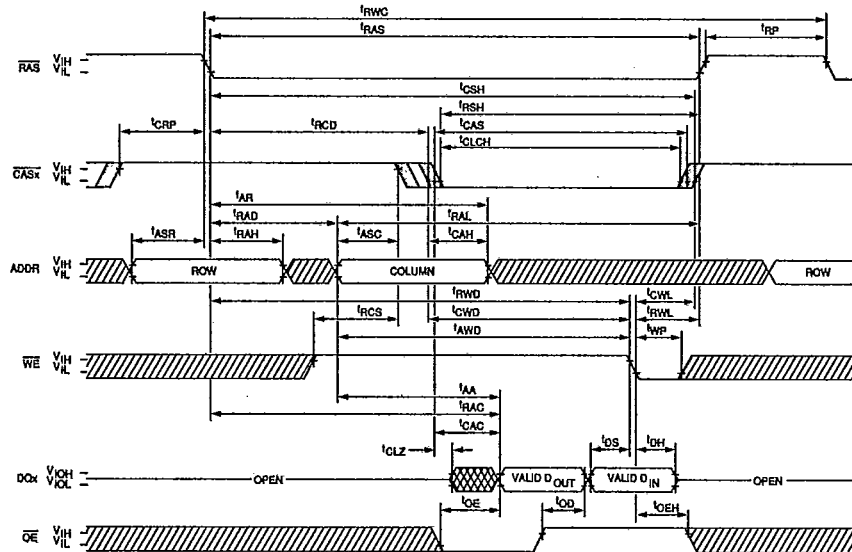 tRWC
tRAS
tRP
RAS VIH VIL
tCSH
tRSH
tCRP
tRCD
tCAS
tCLCH
CASx VIH VIL
tAR
tRAD
tRAL
tASR
tRAH
tASC
tCAH
ADDR VIH VIL
ROW
COLUMN
ROW
tRWD
tCWL
tRCS
tCWD
tRWL
tAWD
tWP
WE VIH VIL
tAA
tRAC
tCAC
tCLZ
tDS
tDH
DQx VIOH VIOL
OPEN
VALID DOUT
VALID DIN
OPEN
tOE
tOD
tOEH
OE VIH VIL